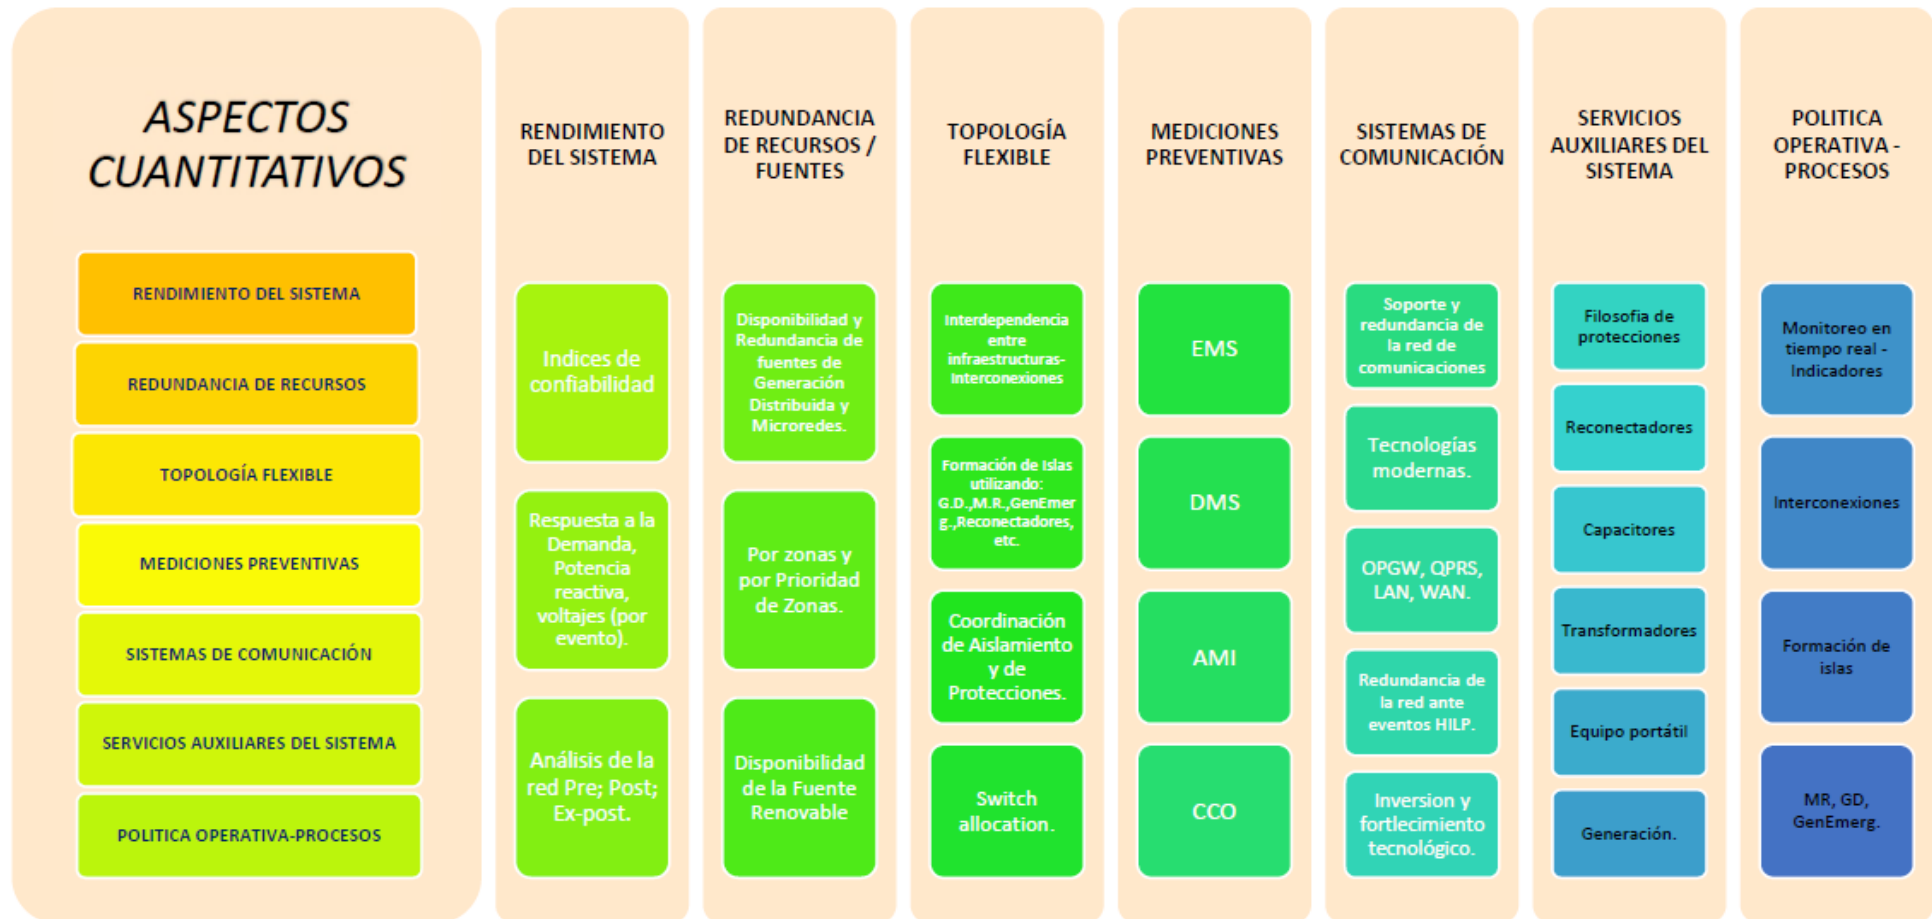 ASPECTOS
CUANTITATIVOS
RENDIMIENTO DEL SISTEMA
REDUNDANCIA DE RECURSOS
TOPOLOGÍA FLEXIBLE
MEDICIONES PREVENTIVAS
SISTEMAS DE COMUNICACIÓN
SERVICIOS AUXILIARES DEL SISTEMA
POLITICA OPERATIVA-PROCESOS
RENDIMIENTO
DEL SISTEMA
Indices de
confiabilidad
Respuesta a la
Demanda,
Potencia
reactiva,
voltajes (por
evento).
Análisis de la
red Pre; Post;
Ex-post.
REDUNDANCIA
DE RECURSOS /
FUENTES
Disponibilidad y
Redundancia de
fuentes de
Generación
Distribuida y
Microredes.
Por zonas y
por Prioridad
de Zonas.
Disponibilidad
de la Fuente
Renovable
TOPOLOGÍA
FLEXIBLE
Interdependencia
entre
infraestructuras-
Interconexiones
Formación de Islas
utilizando:
G.D.,M.R.,GenEmer
g.,Reconectadores,
etc.
Coordinación
de Aislamiento
y de
Protecciones.
Switch
allocation.
MEDICIONES
PREVENTIVAS
EMS
DMS
AMI
CCO
SISTEMAS DE
COMUNICACIÓN
Soporte y
redundancia de
la red de
comunicaciones
Tecnologías
modernas.
OPGW, QPRS,
LAN, WAN.
Redundancia de
la red ante
eventos HILP.
Inversion y
fortlecimiento
tecnológico.
SERVICIOS
AUXILIARES DEL
SISTEMA
Filosofia de
protecciones
Reconectadores
Capacitores
Transformadores
Equipo portátil
Generación.
POLITICA
OPERATIVA -
PROCESOS
Monitoreo en
tiempo real -
Indicadores
Interconexiones
Formación de
islas
MR, GD,
GenEmerg.